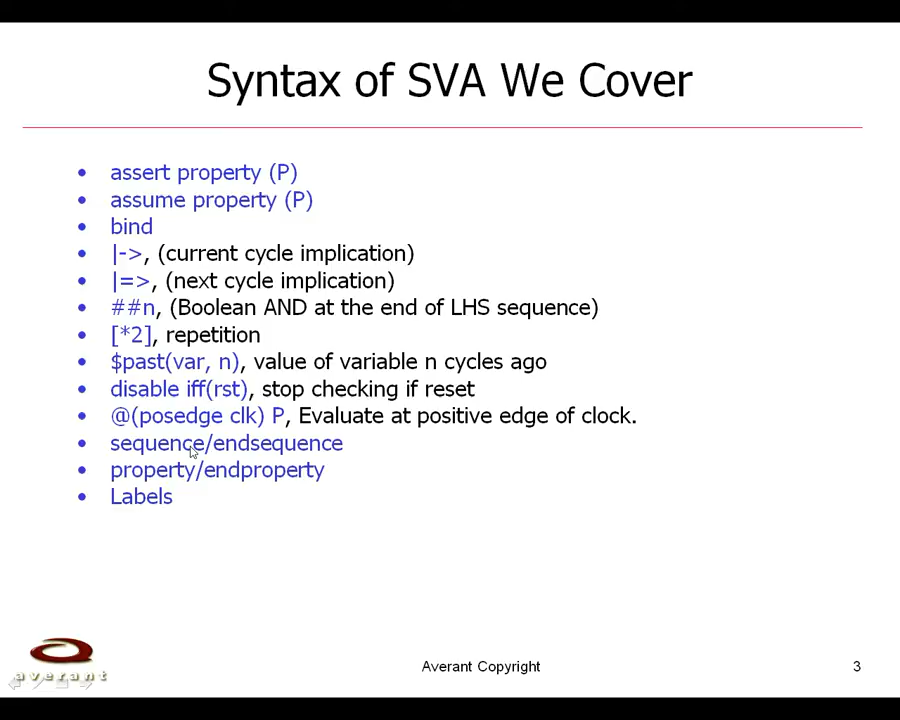 Syntax of SVA We Cover
• assert property (P)
• assume property (P)
• bind
• |->, (current cycle implication)
• |=>, (next cycle implication)
• ##n, (Boolean AND at the end of LHS sequence)
• [*2], repetition
• $past(var, n), value of variable n cycles ago
• disable iff(rst), stop checking if reset
• @(posedge clk) P, Evaluate at positive edge of clock.
• sequence/endsequence
• property/endproperty
• Labels
averant
Averant Copyright
3